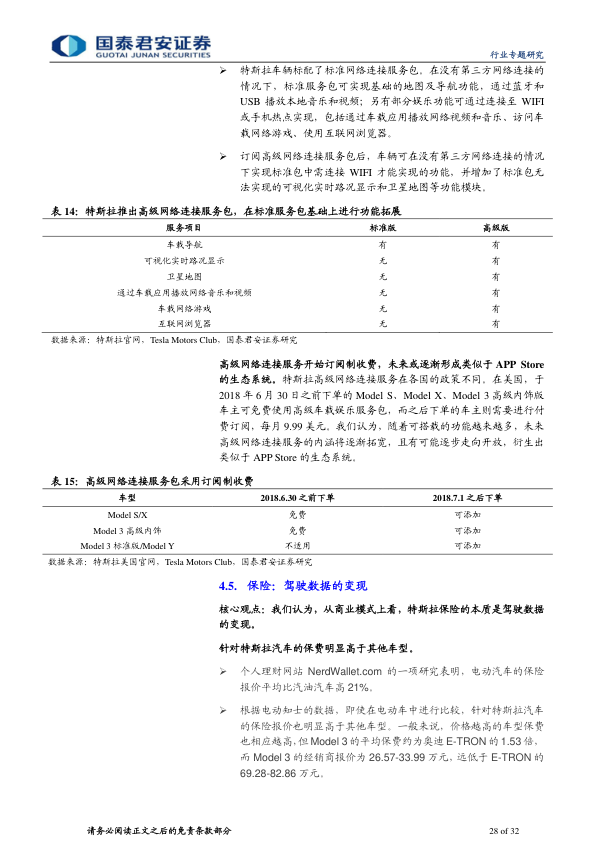 国泰君安证券
GUOTAI JUNAN SECURITIES
行业专题研究
➢ 特斯拉车辆标配了标准网络连接服务包。在没有第三方网络连接的
情况下，标准服务包可实现基础的地图及导航功能，通过蓝牙和
USB 播放本地音乐和视频；另有部分娱乐功能可通过连接至 WIFI
或手机热点实现，包括通过车载应用播放网络视频和音乐、访问车
载网络游戏、使用互联网浏览器。
➢ 订阅高级网络连接服务包后，车辆可在没有第三方网络连接的情况
下实现标准包中需连接 WIFI 才能实现的功能，并增加了标准包无
法实现的可视化实时路况显示和卫星地图等功能模块。
表 14：特斯拉推出高级网络连接服务包，在标准服务包基础上进行功能拓展
服务项目 标准版 高级版
车载导航 有 有
可视化实时路况显示 无 有
卫星地图 无 有
通过车载应用播放网络音乐和视频 无 有
车载网络游戏 无 有
互联网浏览器 无 有
数据来源：特斯拉官网，Tesla Motors Club，国泰君安证券研究
高级网络连接服务开始订阅制收费，未来或逐渐形成类似于 APP Store
的生态系统。特斯拉高级网络连接服务在各国的政策不同。在美国，于
2018 年 6 月 30 日之前下单的 Model S、Model X、Model 3 高级内饰版
车主可免费使用高级车载娱乐服务包，而之后下单的车主则需要进行付
费订阅，每月 9.99 美元。我们认为，随着可搭载的功能越来越多，未来
高级网络连接服务的内涵将逐渐拓宽，且有可能逐步走向开放，衍生出
类似于 APP Store 的生态系统。
表 15：高级网络连接服务包采用订阅制收费
车型 2018.6.30 之前下单 2018.7.1 之后下单
Model S/X 免费 可添加
Model 3 高级内饰 免费 可添加
Model 3 标准版/Model Y 不适用 可添加
数据来源：特斯拉美国官网，Tesla Motors Club，国泰君安证券研究
4.5. 保险：驾驶数据的变现
核心观点：我们认为，从商业模式上看，特斯拉保险的本质是驾驶数据
的变现。
针对特斯拉汽车的保费明显高于其他车型。
➢ 个人理财网站 NerdWallet.com 的一项研究表明，电动汽车的保险
报价平均比汽油汽车高 21%。
➢ 根据电动知士的数据，即使在电动车中进行比较，针对特斯拉汽车
的保险报价也明显高于其他车型。一般来说，价格越高的车型保费
也相应越高，但 Model 3 的平均保费约为奥迪 E-TRON 的 1.53 倍，
而 Model 3 的经销商报价为 26.57-33.99 万元，远低于 E-TRON 的
69.28-82.86 万元。
请务必阅读正文之后的免责条款部分
28 of 32